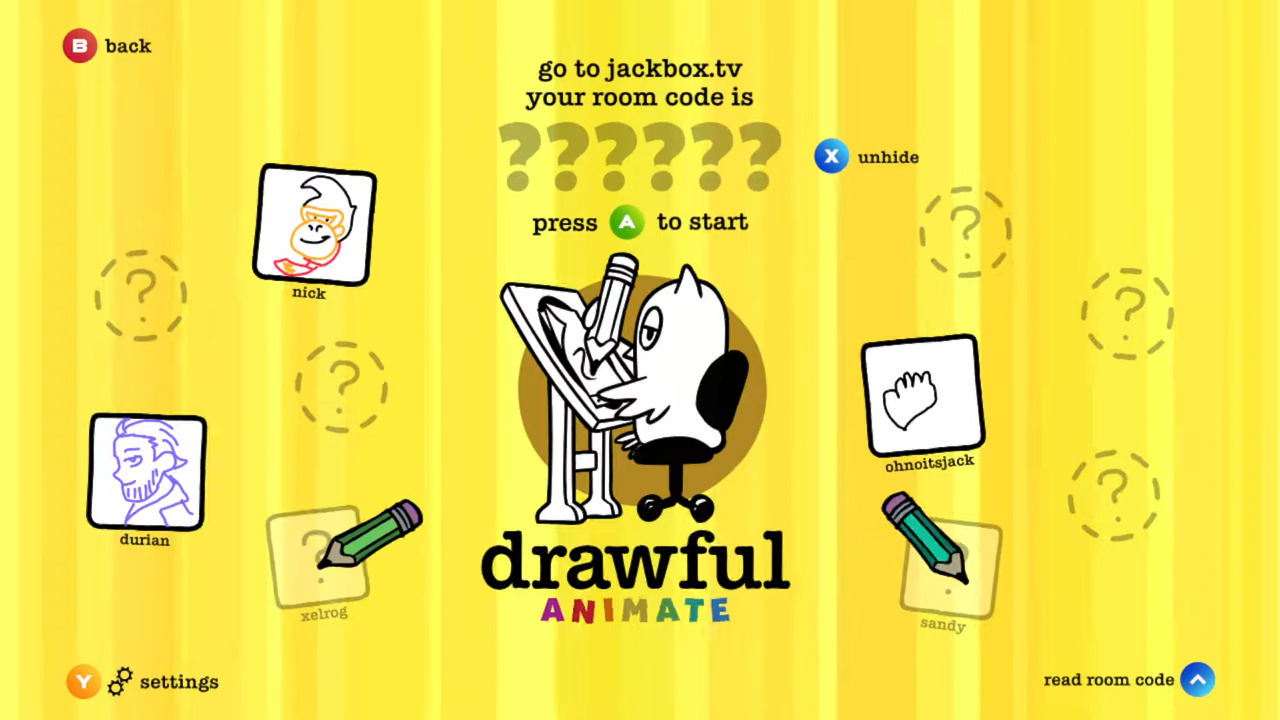 B back
go to jackbox.tv
your room code is
??????
X unhide
press A to start
?
nick
?
?
?
?
durian
ohnoitsjack
?
?
xelrog
?
sandy
drawful
ANIMATE
Y settings
read room code